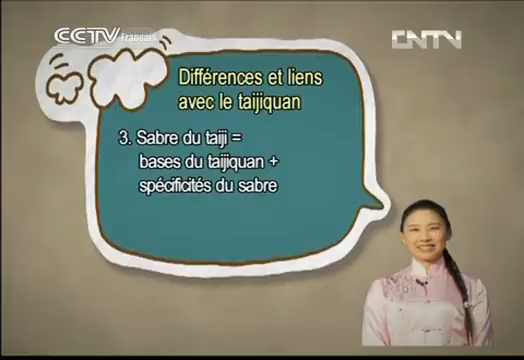 CCTV Français
CNTV
Différences et liens
avec le taijiquan
3. Sabre du taiji =
bases du taijiquan +
spécificités du sabre